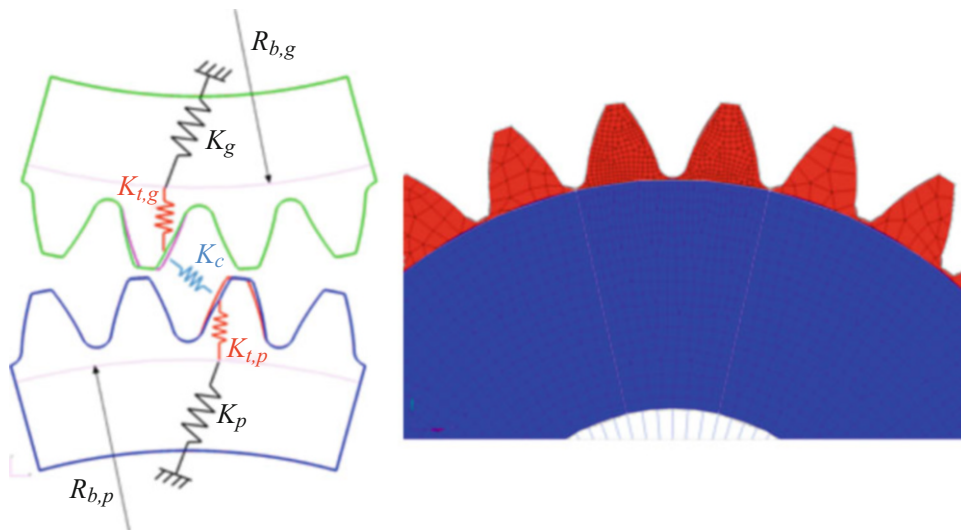 R_{b,g}
K_g
K_{t,g}
K_c
K_{t,p}
K_p
R_{b,p}